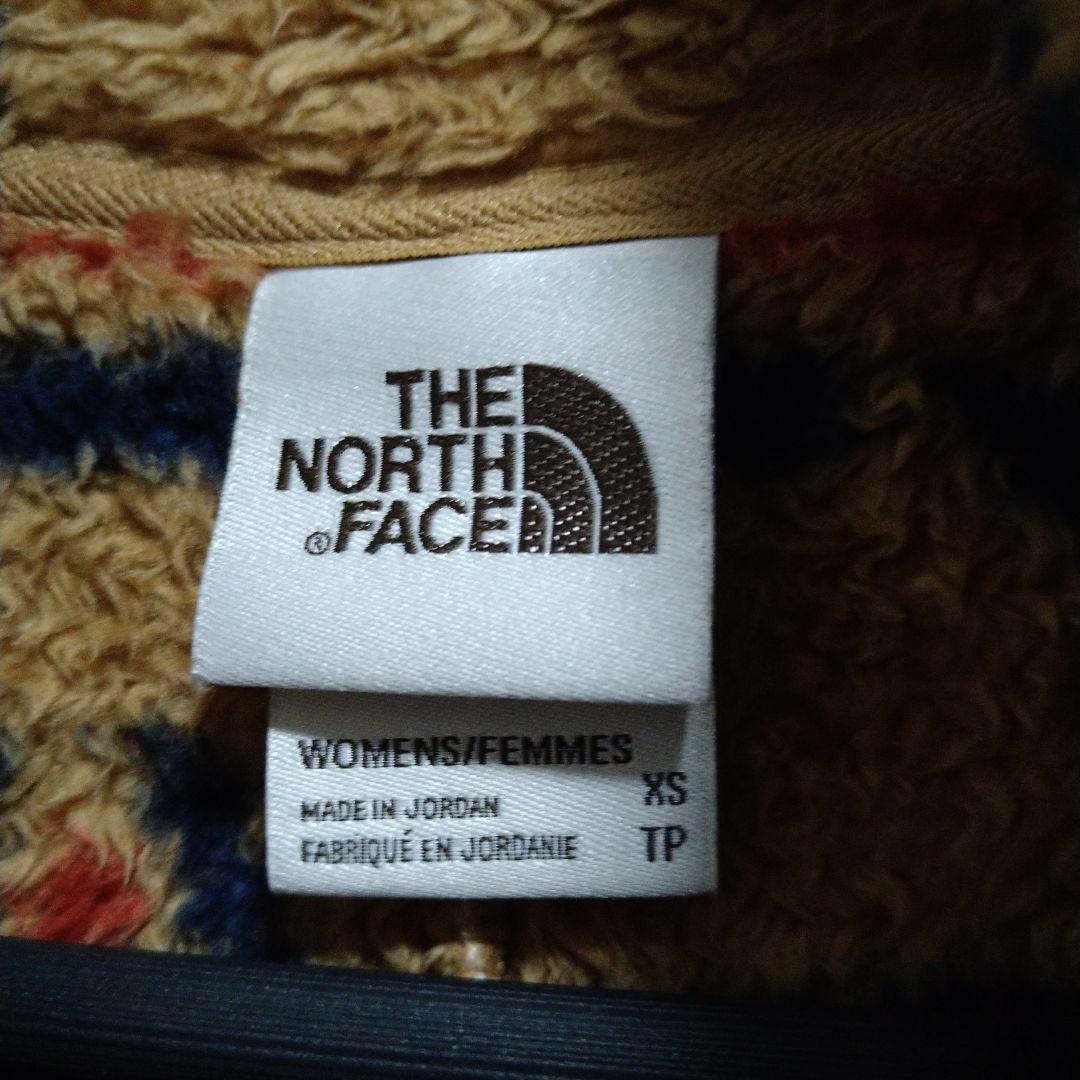 THE
NORTH
®FACE
WOMENS/FEMMES
XS
MADE IN JORDAN
FABRIQUÉ EN JORDANIE
TP